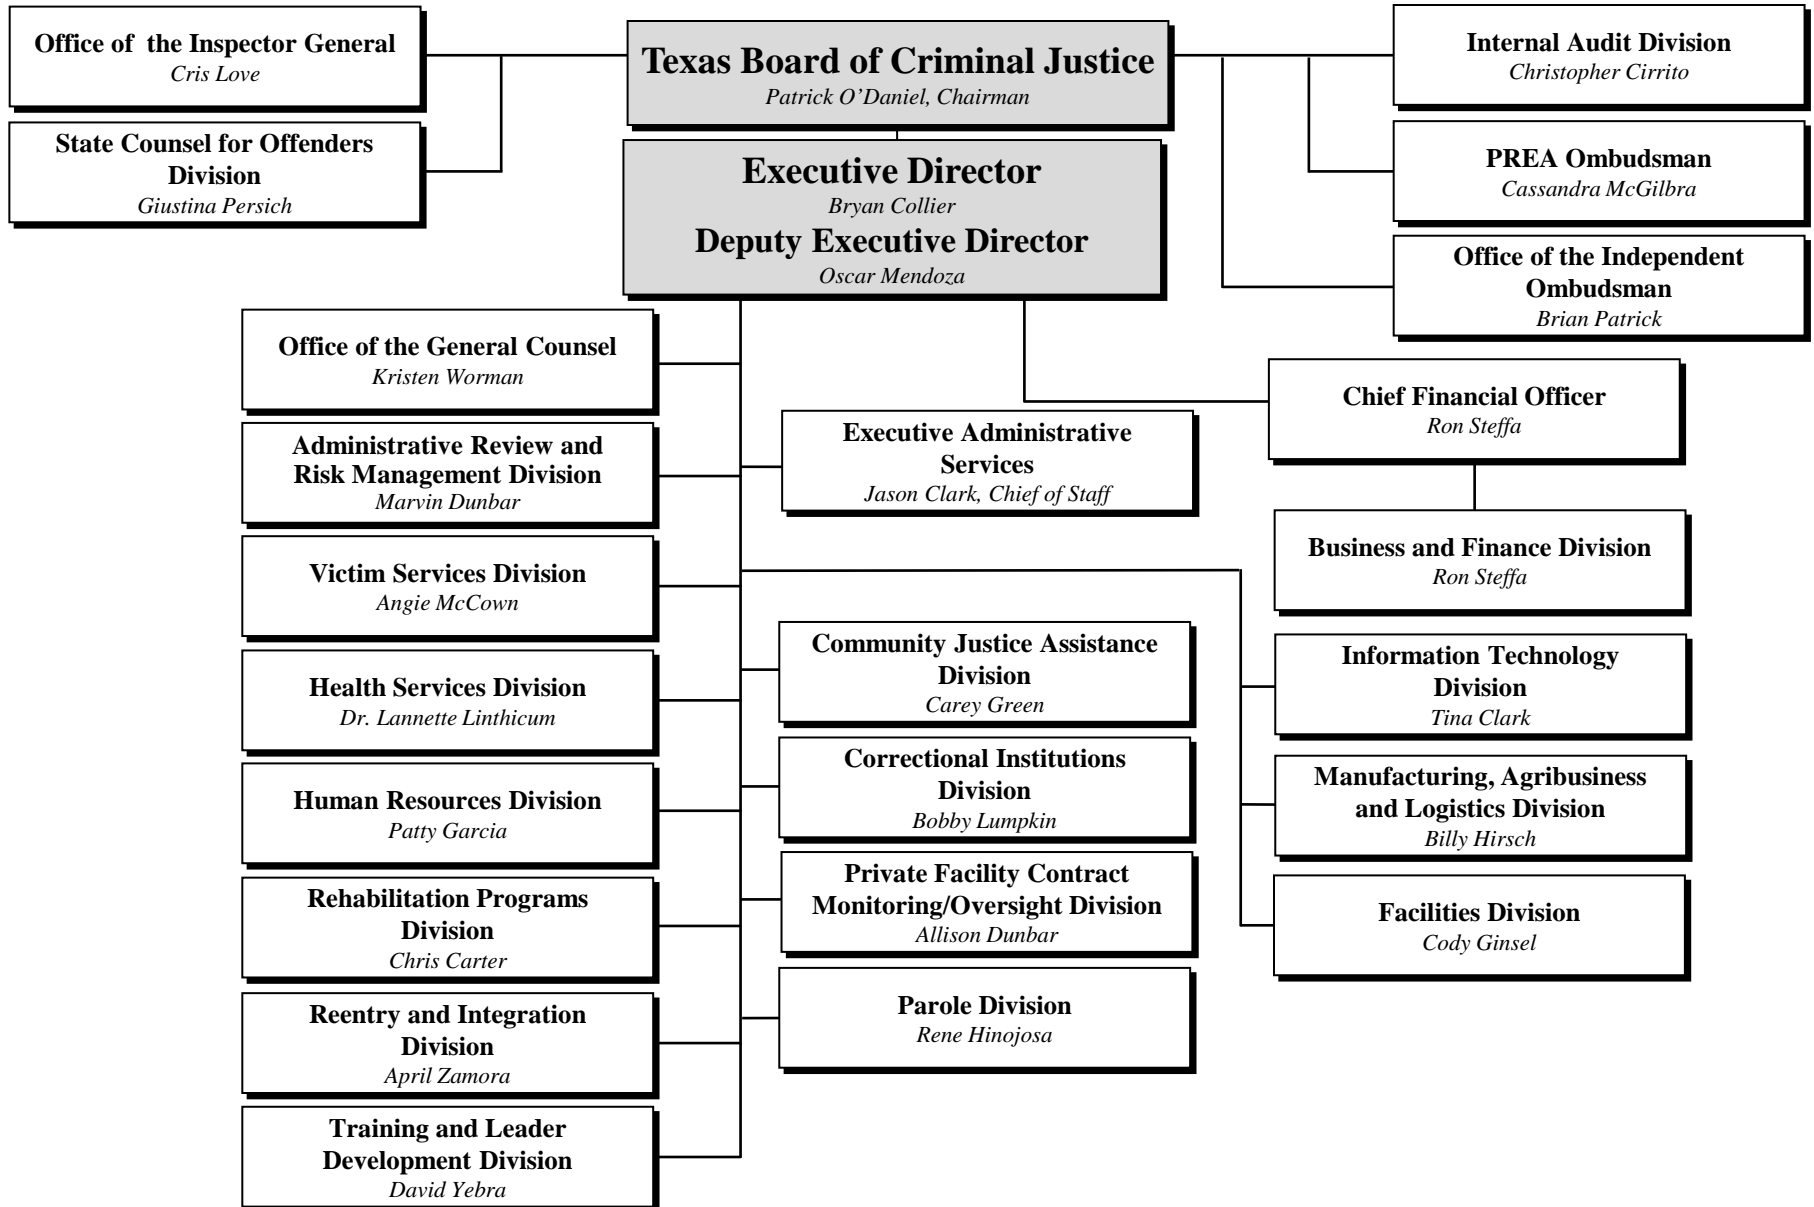 Office of the Inspector General
Cris Love
State Counsel for Offenders
Division
Giustina Persich
Texas Board of Criminal Justice
Patrick O’Daniel, Chairman
Executive Director
Bryan Collier
Deputy Executive Director
Oscar Mendoza
Internal Audit Division
Christopher Cirrito
PREA Ombudsman
Cassandra McGilbra
Office of the Independent
Ombudsman
Brian Patrick
Office of the General Counsel
Kristen Worman
Administrative Review and
Risk Management Division
Marvin Dunbar
Victim Services Division
Angie McCown
Health Services Division
Dr. Lannette Linthicum
Human Resources Division
Patty Garcia
Rehabilitation Programs
Division
Chris Carter
Reentry and Integration
Division
April Zamora
Training and Leader
Development Division
David Yebra
Executive Administrative
Services
Jason Clark, Chief of Staff
Community Justice Assistance
Division
Carey Green
Correctional Institutions
Division
Bobby Lumpkin
Private Facility Contract
Monitoring/Oversight Division
Allison Dunbar
Parole Division
Rene Hinojosa
Chief Financial Officer
Ron Steffa
Business and Finance Division
Ron Steffa
Information Technology
Division
Tina Clark
Manufacturing, Agribusiness
and Logistics Division
Billy Hirsch
Facilities Division
Cody Ginsel